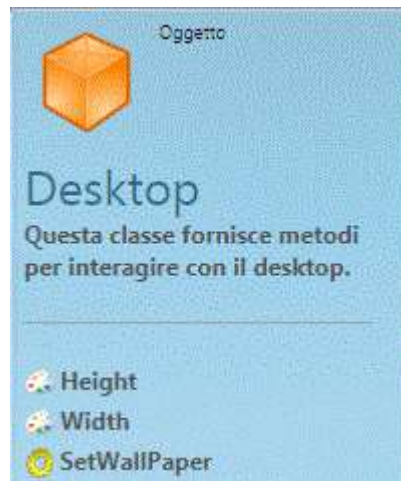 Oggetto
Desktop
Questa classe fornisce metodi
per interagire con il desktop.
Height
Width
SetWallPaper